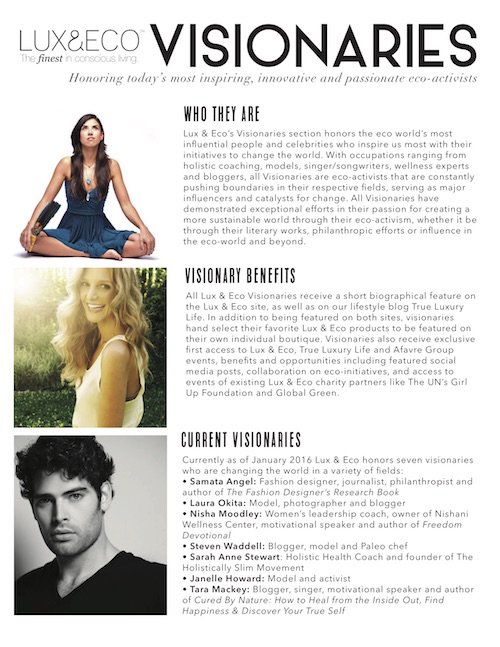 LUX&ECO™ VISIONARIES
The finest in conscious living.
Honoring today's most inspiring, innovative and passionate eco-activists
WHO THEY ARE
Lux & Eco's Visionaries section honors the eco world's most
influential people and celebrities who inspire us most with their
initiatives to change the world. With occupations ranging from
holistic coaching, models, singer/songwriters, wellness experts
and bloggers, all Visionaries are eco-activists that are constantly
pushing boundaries in their respective fields, serving as major
influencers and catalysts for change. All Visionaries have
demonstrated exceptional efforts in their passion for creating a
more sustainable world through their eco-activism, whether it be
through their literary works, philanthropic efforts or influence in
the eco-world and beyond.
VISIONARY BENEFITS
All Lux & Eco Visionaries receive a short biographical feature on
the Lux & Eco site, as well as on our lifestyle blog True Luxury
Life. In addition to being featured on both sites, visionaries
hand select their favorite Lux & Eco products to be featured on
their own individual boutique. Visionaries also receive exclusive
first access to Lux & Eco, True Luxury Life and Afavre Group
events, benefits and opportunities including featured social
media posts, collaboration on eco-initiatives, and access to
events of existing Lux & Eco charity partners like The UN's Girl
Up Foundation and Global Green.
CURRENT VISIONARIES
Currently as of January 2016 Lux & Eco honors seven visionaries
who are changing the world in a variety of fields:
• Samata Angel: Fashion designer, journalist, philanthropist and
author of The Fashion Designer's Research Book
• Laura Okita: Model, photographer and blogger
• Nisha Moodley: Women's leadership coach, owner of Nishani
Wellness Center, motivational speaker and author of Freedom
Devotional
• Steven Waddell: Blogger, model and Paleo chef
• Sarah Anne Stewart: Holistic Health Coach and founder of The
Holistically Slim Movement
• Janelle Howard: Model and activist
• Tara Mackey: Blogger, singer, motivational speaker and author
of Cured By Nature: How to Heal from the Inside Out, Find
Happiness & Discover Your True Self